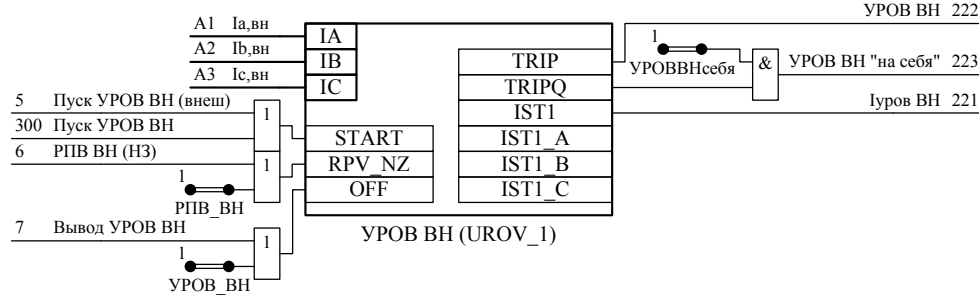 УРОВ ВН 222
A1 Ia,вн
IA
1
A2 Ib,вн
IB
TRIP
&
УРОВ ВН "на себя" 223
УРОВВНсебя
A3 Ic,вн
IC
TRIPQ
5 Пуск УРОВ ВН (внеш)
1
IST1
Iуров ВН 221
300 Пуск УРОВ ВН
START
IST1_A
6 РПВ ВН (НЗ)
1
RPV_NZ
IST1_B
1
OFF
IST1_C
РПВ_ВН
7 Вывод УРОВ ВН
1
УРОВ ВН (UROV_1)
1
УРОВ_ВН